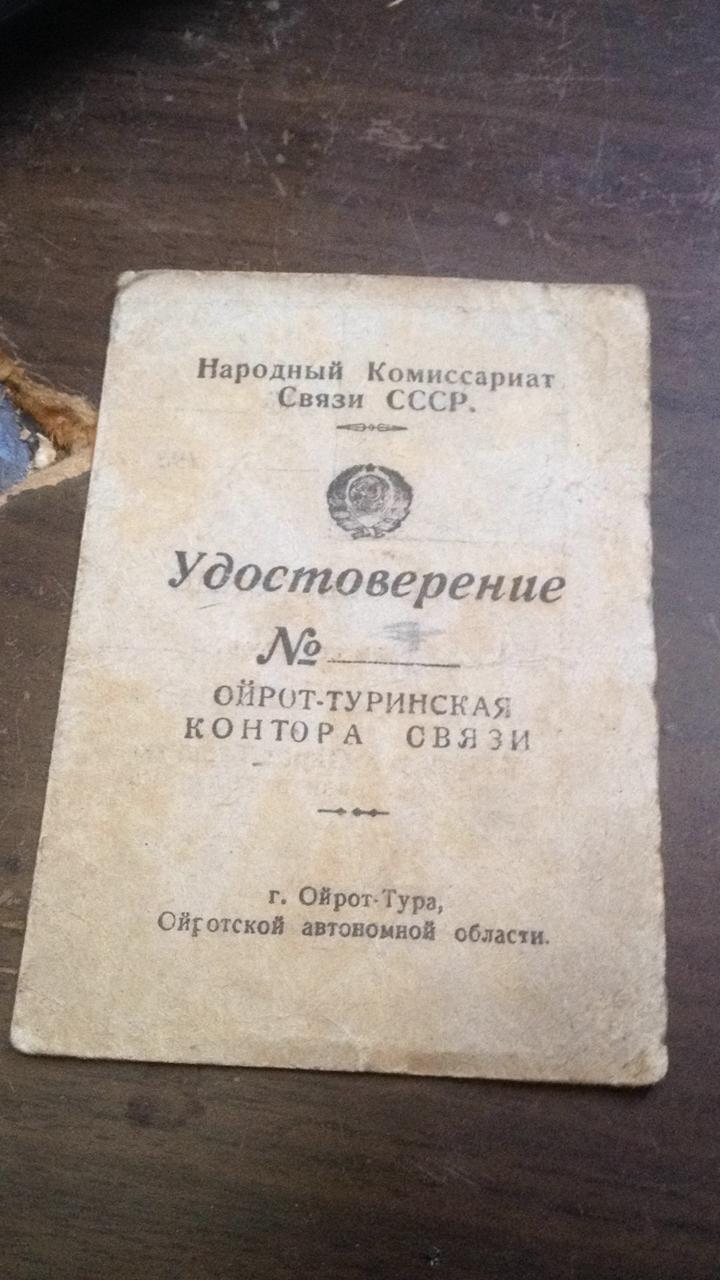 Народный Комиссариат
Связи СССР.
Удостоверение
№
ОЙРОТ-ТУРИНСКАЯ
КОНТОРА СВЯЗИ
г. Ойрот-Тура,
Ойротской автономной области.